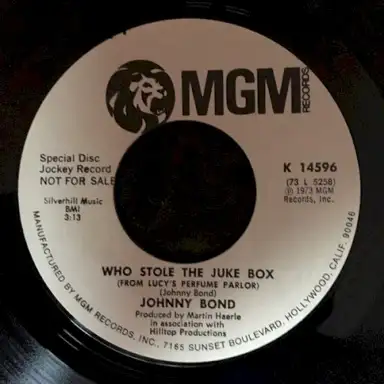 MGM
RECORDS
Special Disc
Jockey Record
NOT FOR SALE
Silverhill Music
BMI
3:13
K 14596
(73 L 5258)
℗ 1973 MGM
Records, Inc.
WHO STOLE THE JUKE BOX
(FROM LUCY'S PERFUME PARLOR)
(Johnny Bond)
JOHNNY BOND
Produced by Martin Haerle
in association with
Hilltop Productions
MANUFACTURED BY MGM RECORDS, INC., 7165 SUNSET BOULEVARD, HOLLYWOOD, CALIF. 90046